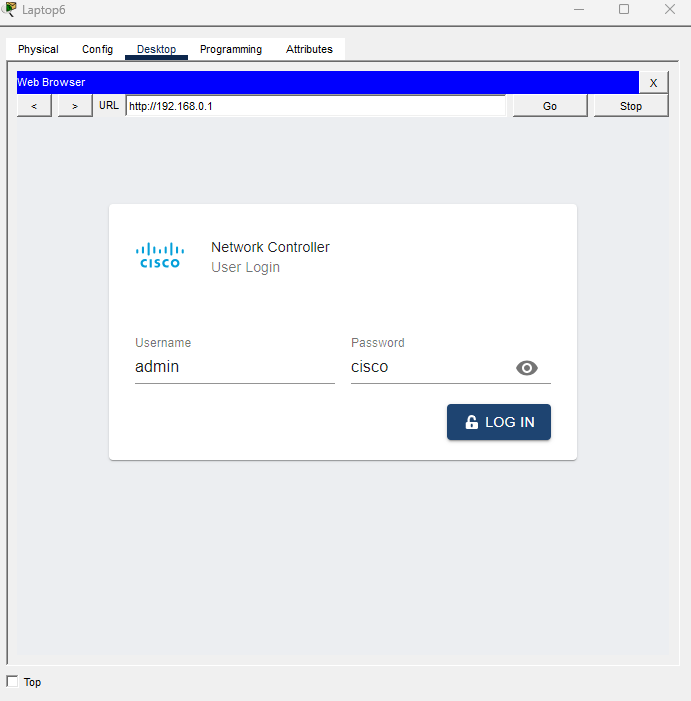 Laptop6
Physical Config Desktop Programming Attributes
Web Browser X
< > URL http://192.168.0.1 Go Stop
CISCO
Network Controller
User Login
Username Password
admin cisco
LOG IN
Top